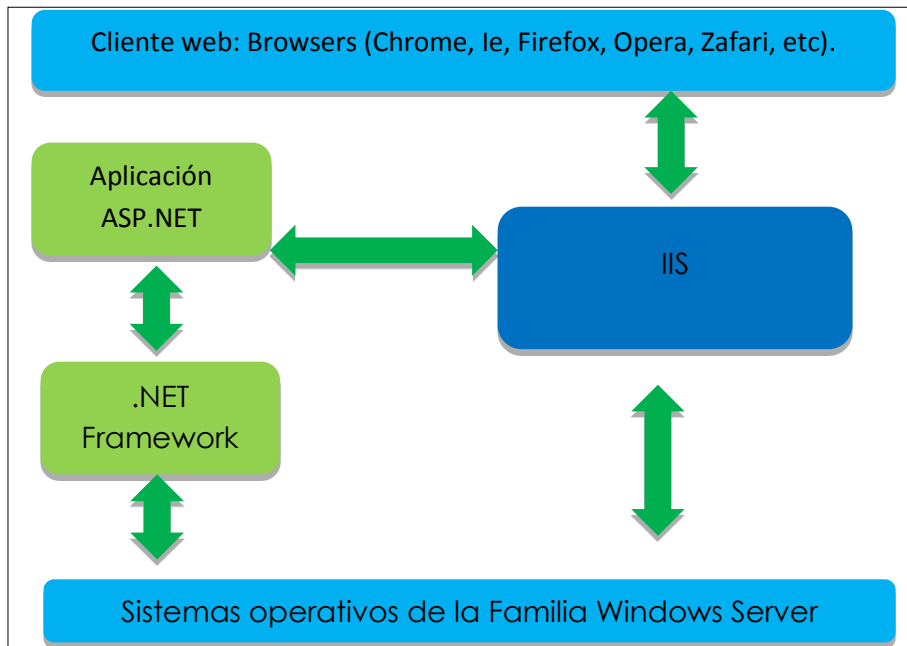 Cliente web: Browsers (Chrome, Ie, Firefox, Opera, Zafari, etc).
Aplicación
ASP.NET
IIS
.NET
Framework
Sistemas operativos de la Familia Windows Server